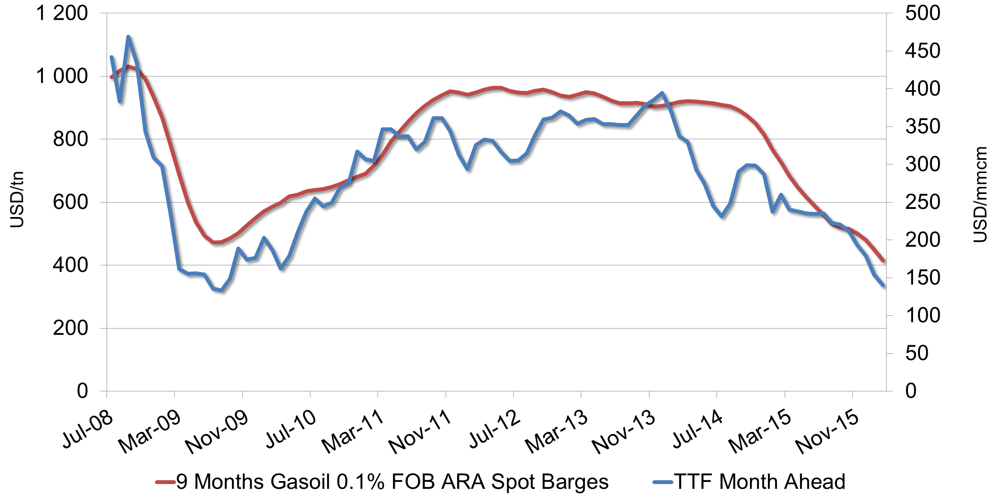 1 200
1 000
800
600
400
200
0
USD/tn
500
450
400
350
300
250
200
150
100
50
0
USD/mmcm
Jul-08
Mar-09
Nov-09
Jul-10
Mar-11
Nov-11
Jul-12
Mar-13
Nov-13
Jul-14
Mar-15
Nov-15
9 Months Gasoil 0.1% FOB ARA Spot Barges
TTF Month Ahead